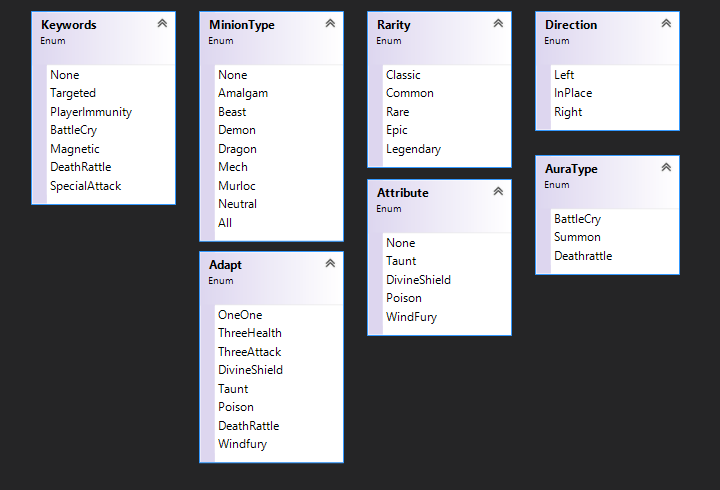 Keywords
Enum
None
Targeted
PlayerImmunity
BattleCry
Magnetic
DeathRattle
SpecialAttack
MinionType
Enum
None
Amalgam
Beast
Demon
Dragon
Mech
Murloc
Neutral
All
Adapt
Enum
OneOne
ThreeHealth
ThreeAttack
DivineShield
Taunt
Poison
DeathRattle
Windfury
Rarity
Enum
Classic
Common
Rare
Epic
Legendary
Attribute
Enum
None
Taunt
DivineShield
Poison
WindFury
Direction
Enum
Left
InPlace
Right
AuraType
Enum
BattleCry
Summon
Deathrattle